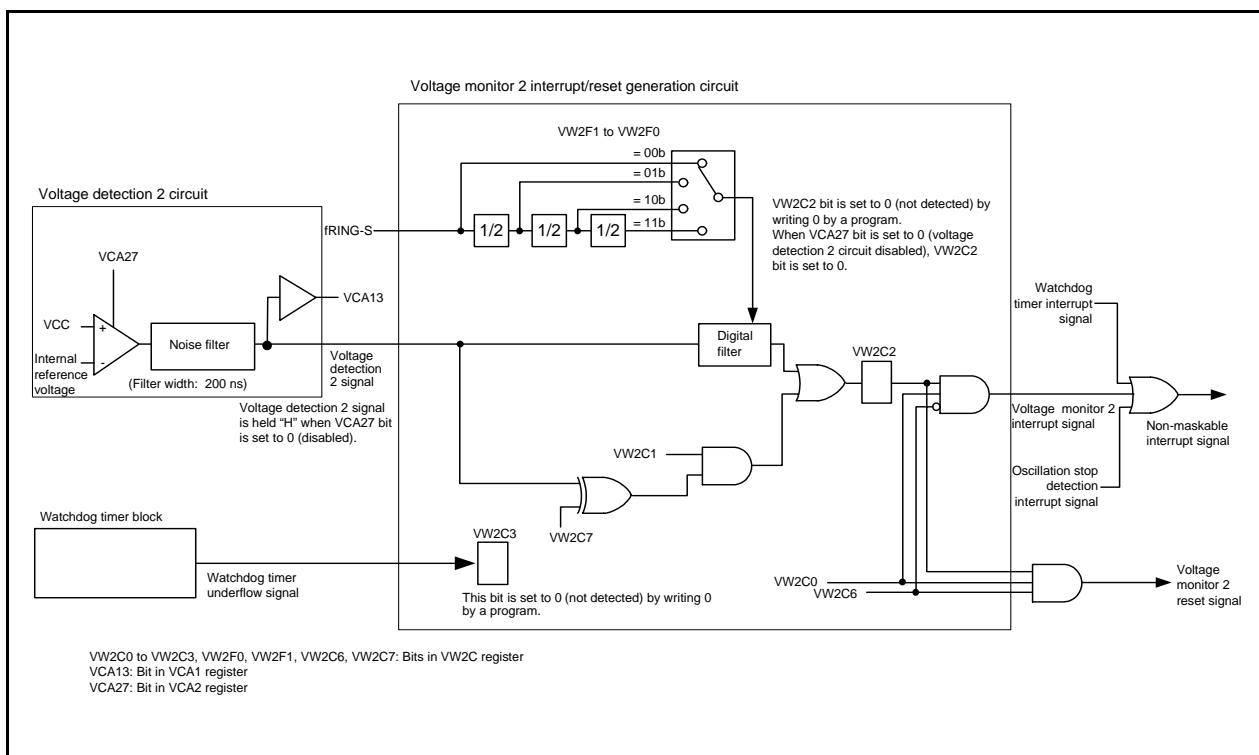 Voltage monitor 2 interrupt/reset generation circuit
VW2F1 to VW2F0
= 00b
= 01b
= 10b
= 11b
Voltage detection 2 circuit
fRING-S
1/2
1/2
1/2
VW2C2 bit is set to 0 (not detected) by
writing 0 by a program.
When VCA27 bit is set to 0 (voltage
detection 2 circuit disabled), VW2C2
bit is set to 0.
VCA27
VCA13
VCC
+
Internal
reference
voltage
-
Noise filter
(Filter width: 200 ns)
Voltage
detection
2 signal
Voltage detection 2 signal
is held “H” when VCA27 bit
is set to 0 (disabled).
Digital
filter
VW2C2
Watchdog
timer interrupt
signal
Voltage monitor 2
interrupt signal
Non-maskable
interrupt signal
Oscillation stop
detection
interrupt signal
VW2C1
VW2C7
Watchdog timer block
Watchdog timer
underflow signal
VW2C3
This bit is set to 0 (not detected) by writing 0
by a program.
VW2C0
VW2C6
Voltage
monitor 2
reset signal
VW2C0 to VW2C3, VW2F0, VW2F1, VW2C6, VW2C7: Bits in VW2C register
VCA13: Bit in VCA1 register
VCA27: Bit in VCA2 register